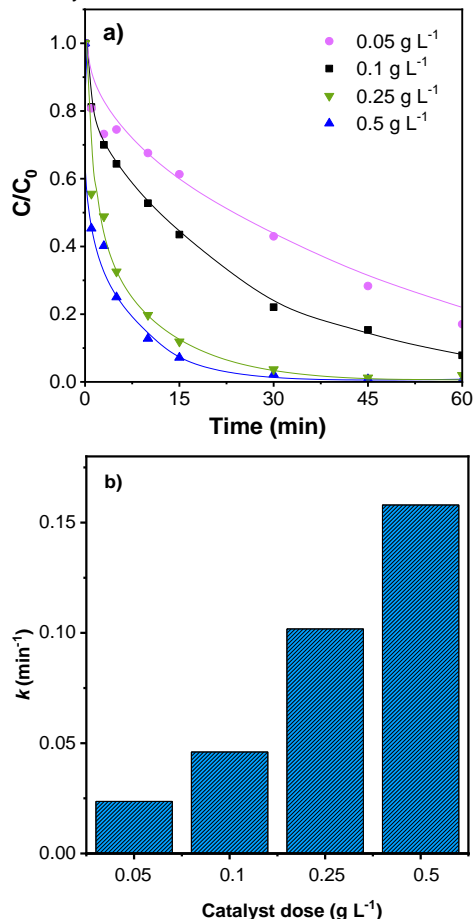 a)
0.05 g L⁻¹
0.1 g L⁻¹
0.25 g L⁻¹
0.5 g L⁻¹
C/C₀
1.0
0.8
0.6
0.4
0.2
0.0
0 15 30 45 60
Time (min)
b)
k (min⁻¹)
0.15
0.10
0.05
0.00
0.05 0.1 0.25 0.5
Catalyst dose (g L⁻¹)